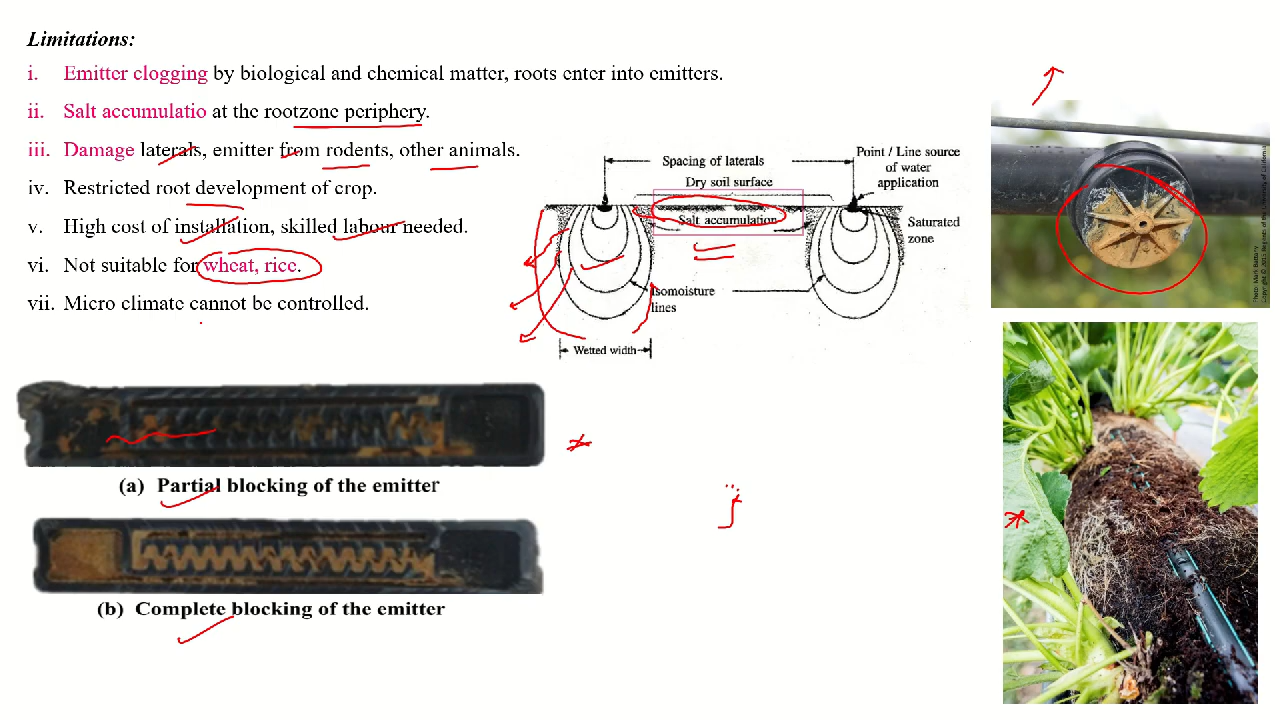 Limitations:
i. Emitter clogging by biological and chemical matter, roots enter into emitters.
ii. Salt accumulatio at the rootzone periphery.
iii. Damage laterals, emitter from rodents, other animals.
iv. Restricted root development of crop.
v. High cost of installation, skilled labour needed.
vi. Not suitable for wheat, rice.
vii. Micro climate cannot be controlled.
Spacing of laterals
Dry soil surface
Salt accumulation
Point / Line source
of water
application
Saturated
zone
Isomoisture
lines
Wetted width
(a) Partial blocking of the emitter
(b) Complete blocking of the emitter
Photo: Mark Battany